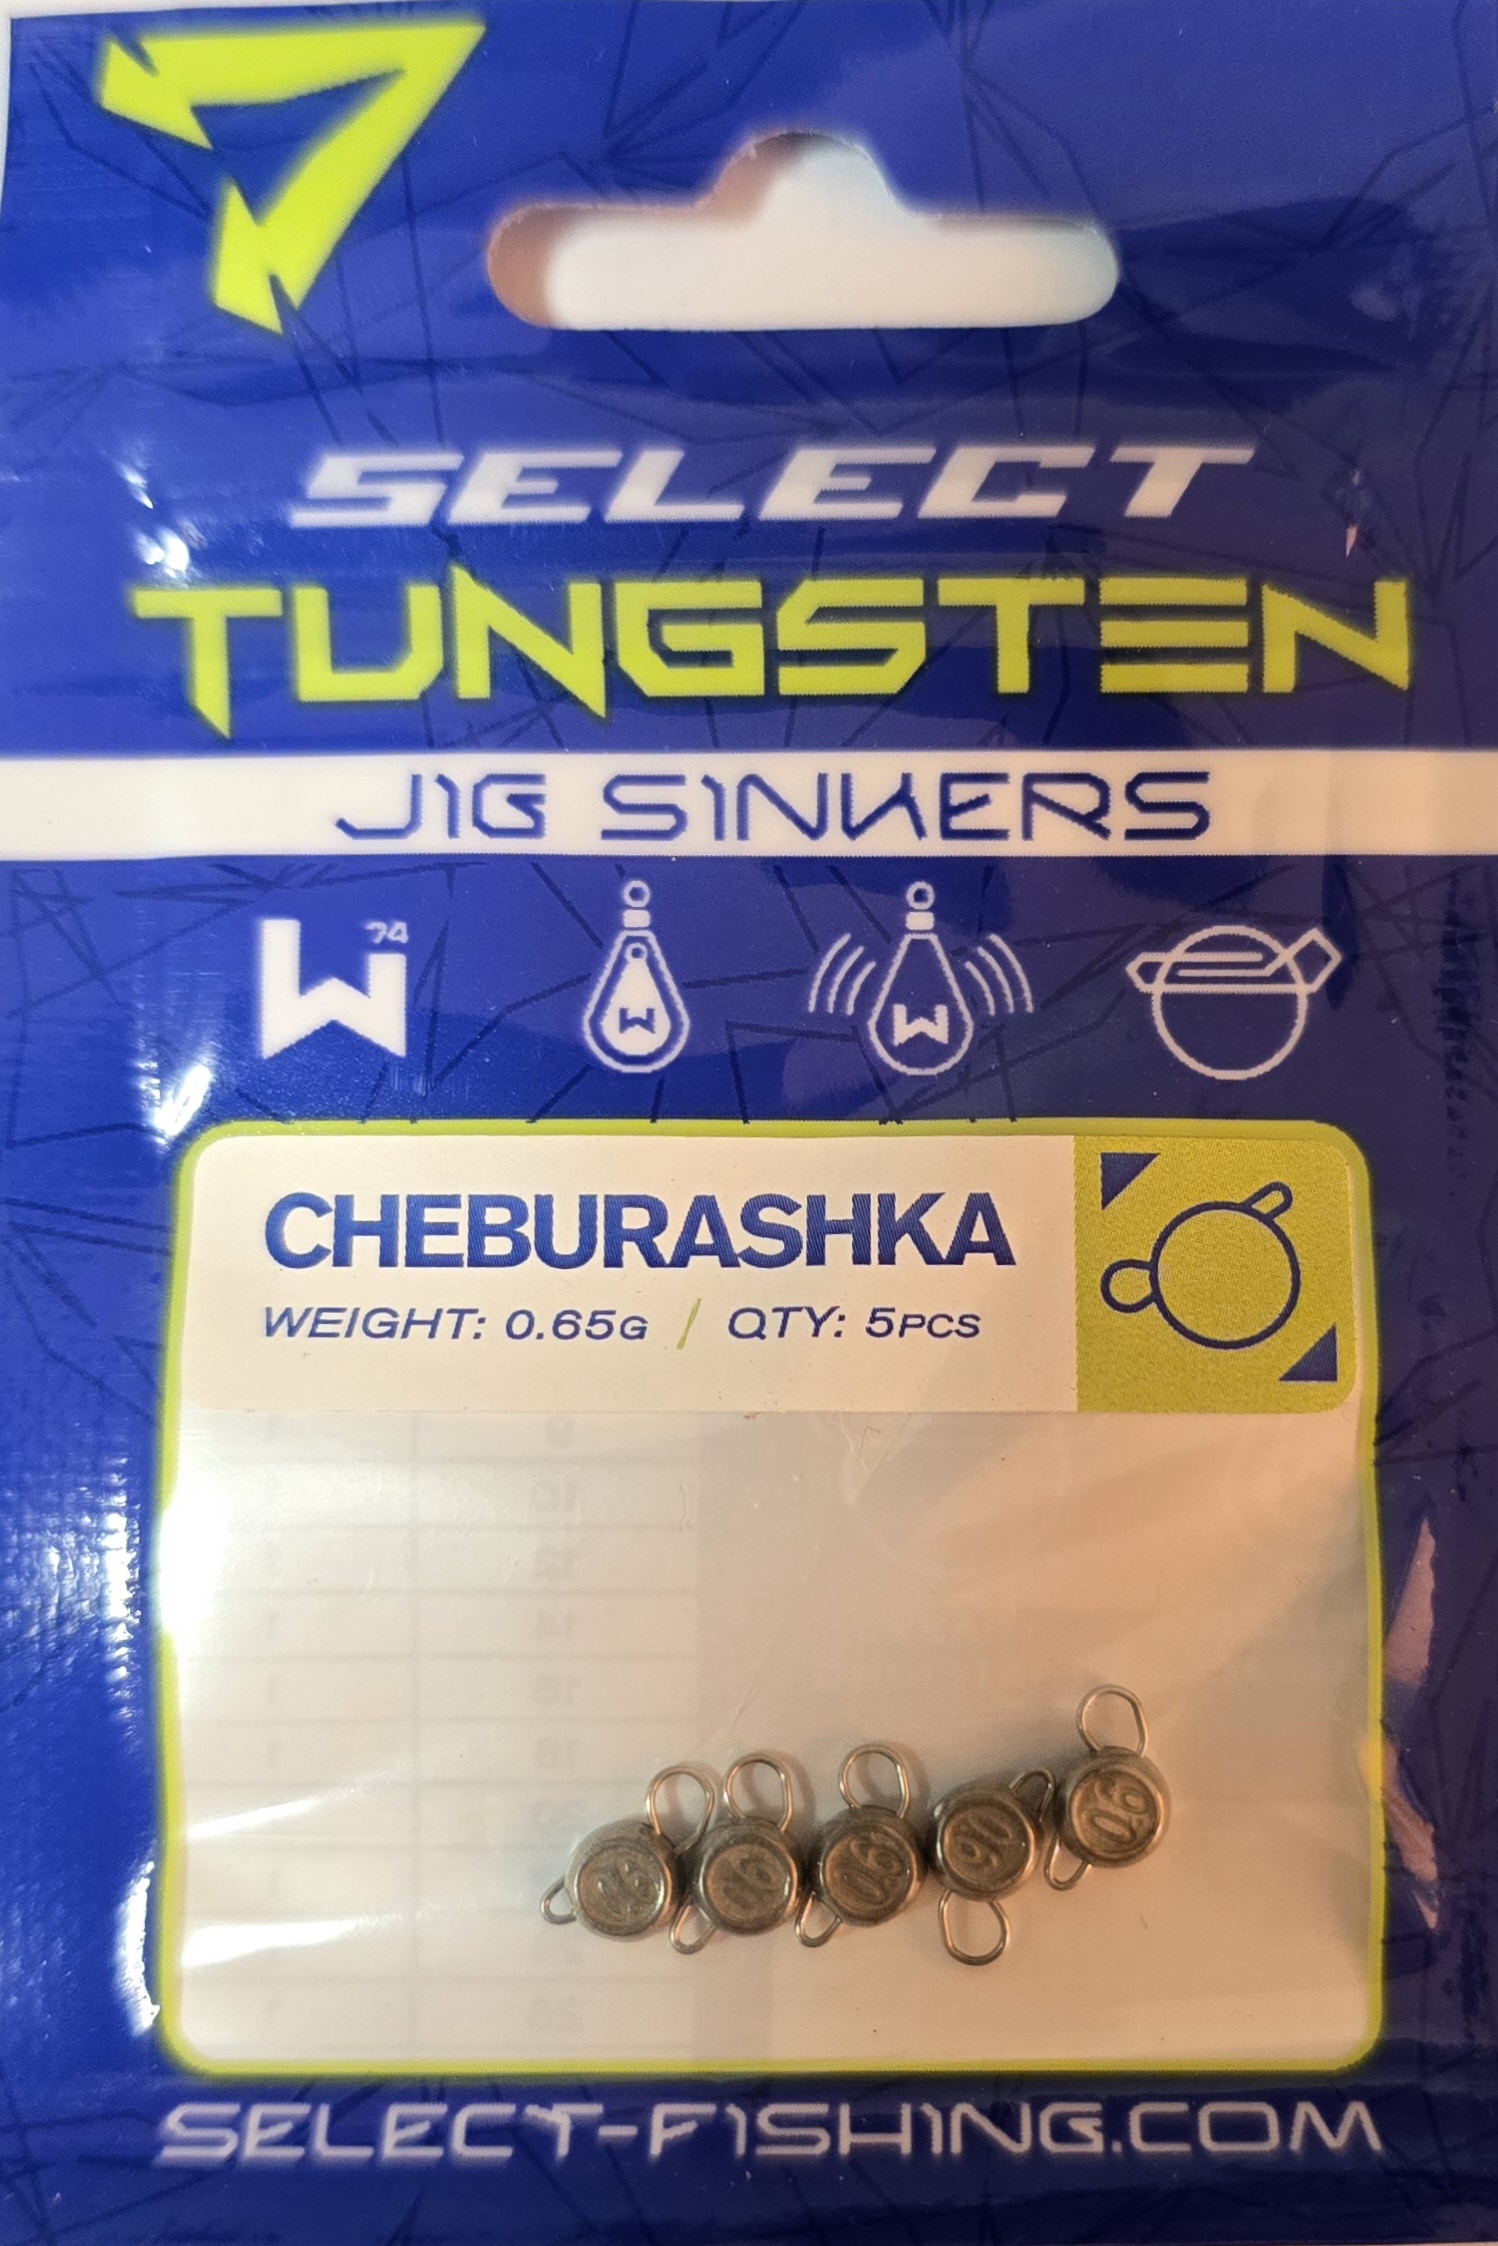 SELECT
TUNGSTEN
JIG SINKERS
W 74
W
W
CHEBURASHKA
WEIGHT: 0.65G / QTY: 5PCS
SELECT-FISHING.COM